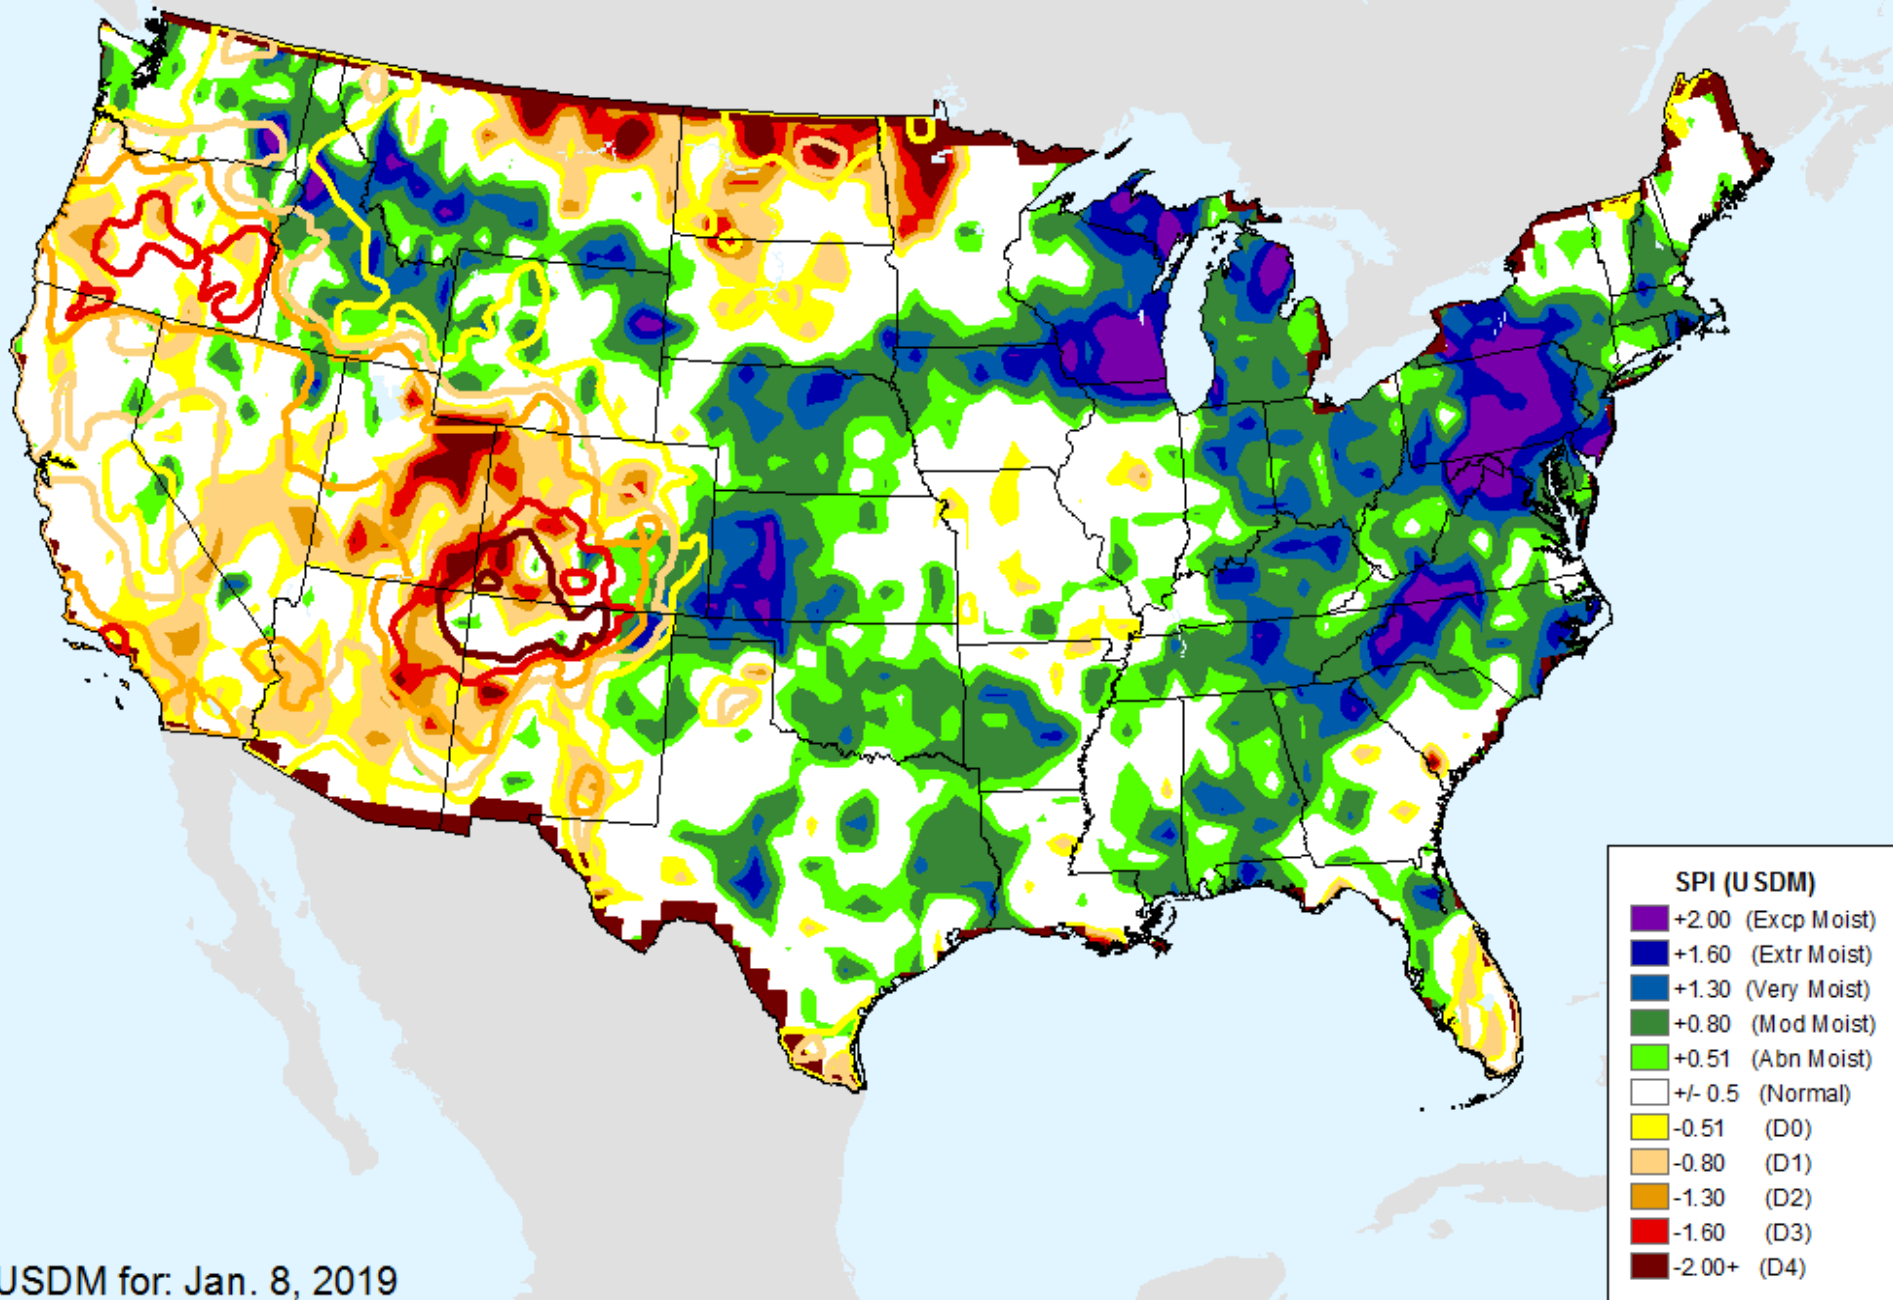 SPI (USDM)
+2.00 (Excp Moist)
+1.60 (Extr Moist)
+1.30 (Very Moist)
+0.80 (Mod Moist)
+0.51 (Abn Moist)
+/- 0.5 (Normal)
-0.51 (D0)
-0.80 (D1)
-1.30 (D2)
-1.60 (D3)
-2.00+ (D4)
USDM for: Jan. 8, 2019